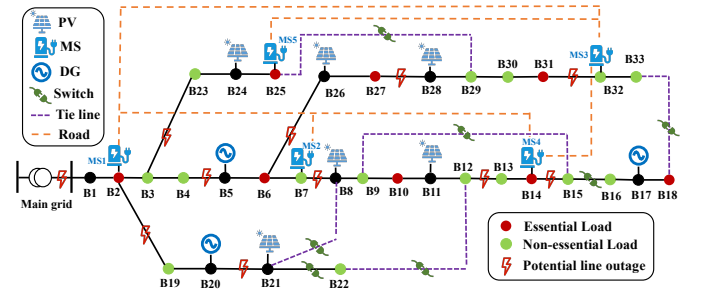 PV
MS
DG
Switch
Tie line
Road
MS5
MS3
B23
B24
B25
B26
B27
B28
B29
B30
B31
B32
B33
MS1
MS2
MS4
Main grid
B1
B2
B3
B4
B5
B6
B7
B8
B9
B10
B11
B12
B13
B14
B15
B16
B17
B18
B19
B20
B21
B22
Essential Load
Non-essential Load
Potential line outage